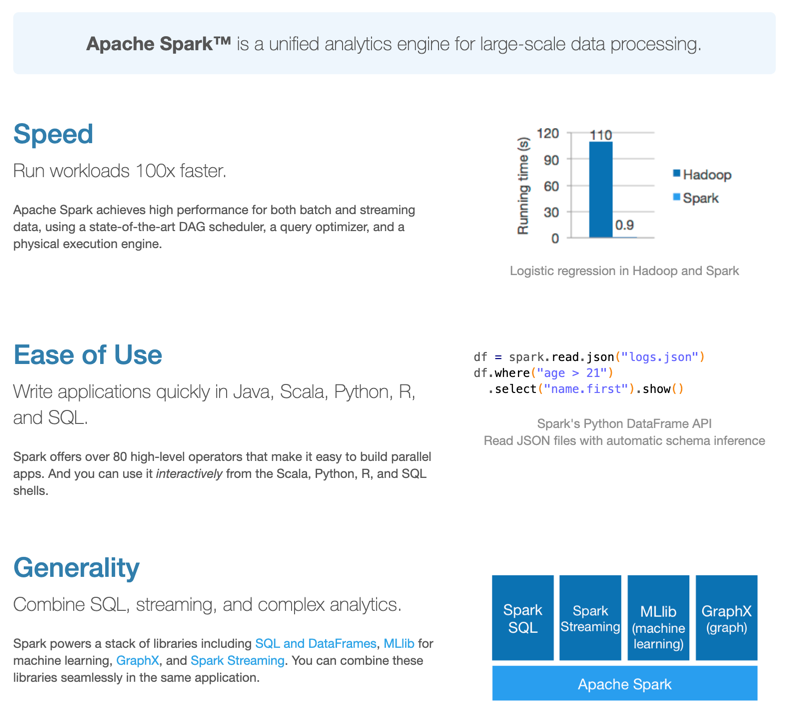 Apache Spark™ is a unified analytics engine for large-scale data processing.
Speed
Run workloads 100x faster.
Apache Spark achieves high performance for both batch and streaming
data, using a state-of-the-art DAG scheduler, a query optimizer, and a
physical execution engine.
Running time (s)
120
90
60
30
0
110
0.9
Hadoop
Spark
Logistic regression in Hadoop and Spark
Ease of Use
Write applications quickly in Java, Scala, Python, R,
and SQL.
Spark offers over 80 high-level operators that make it easy to build parallel
apps. And you can use it interactively from the Scala, Python, R, and SQL
shells.
df = spark.read.json("logs.json")
df.where("age > 21")
.select("name.first").show()
Spark's Python DataFrame API
Read JSON files with automatic schema inference
Generality
Combine SQL, streaming, and complex analytics.
Spark powers a stack of libraries including SQL and DataFrames, MLlib for
machine learning, GraphX, and Spark Streaming. You can combine these
libraries seamlessly in the same application.
Spark
SQL
Spark
Streaming
MLlib
(machine
learning)
GraphX
(graph)
Apache Spark